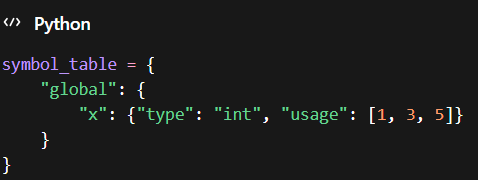 </> Python
symbol_table = {
    "global": {
        "x": {"type": "int", "usage": [1, 3, 5]}
    }
}